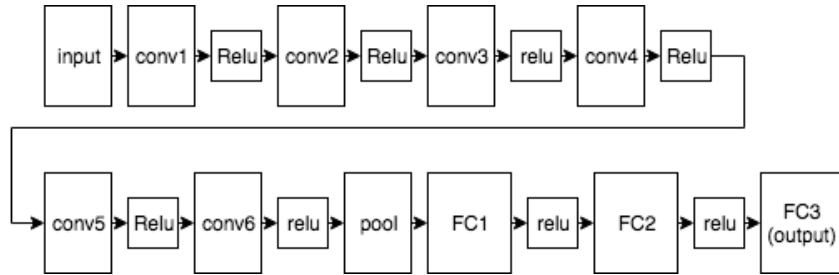 input conv1 Relu conv2 Relu conv3 relu conv4 Relu
conv5 Relu conv6 relu pool FC1 relu FC2 relu FC3
(output)